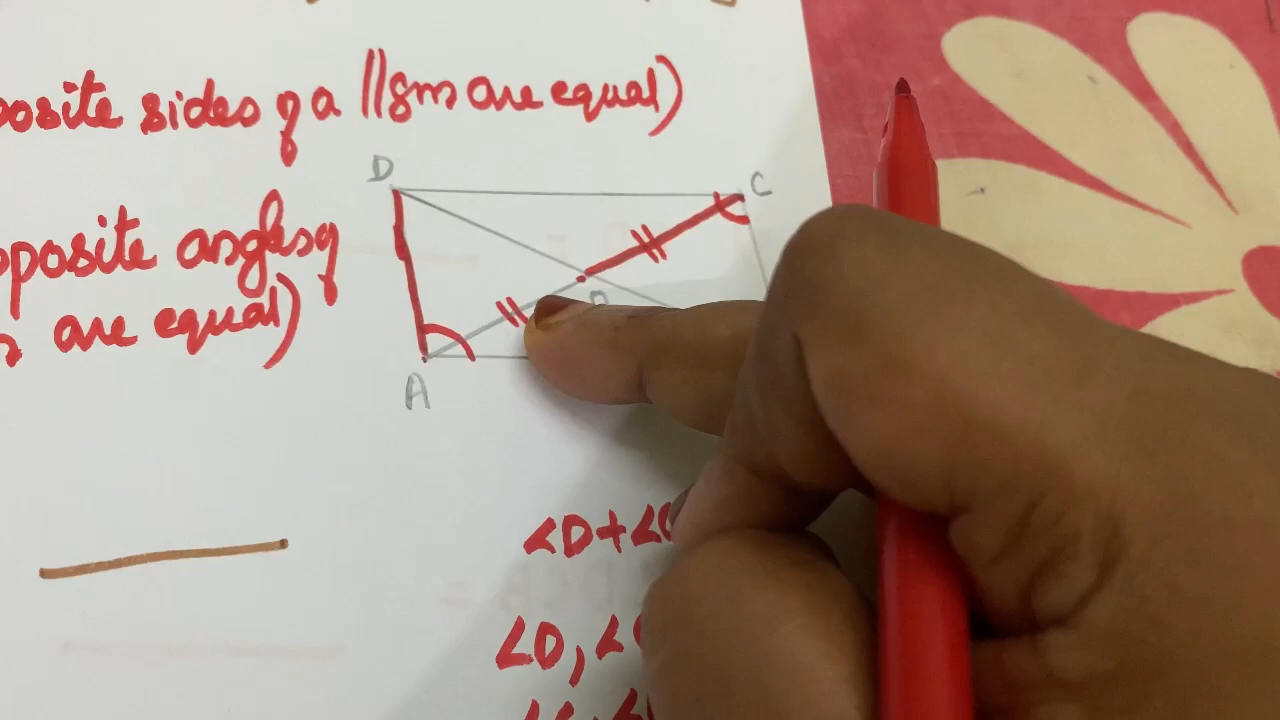 posite sides of a ||gm are equal)
D
C
pposite angles of
are equal)
A
∠D+∠
∠D, ∠